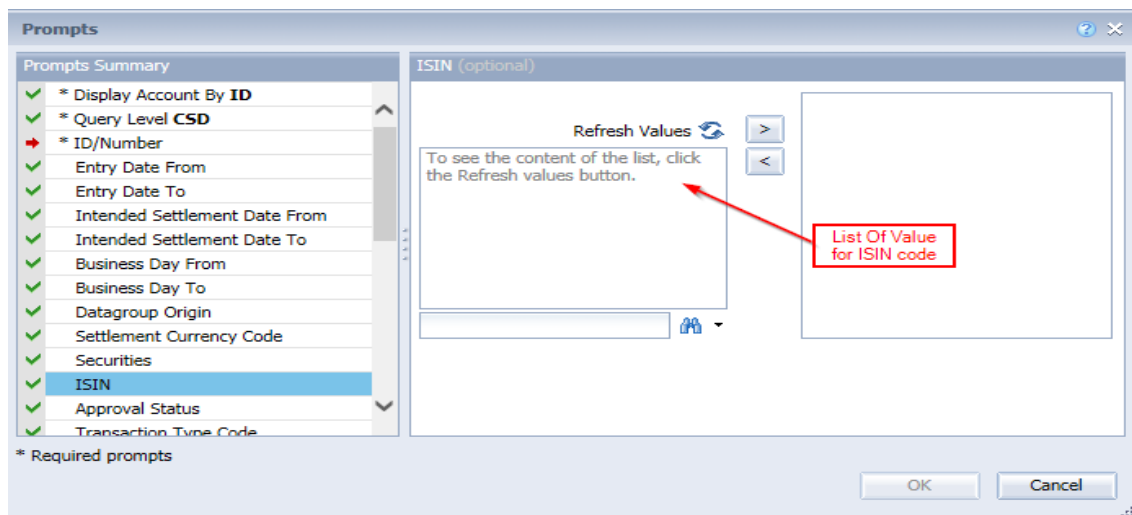 Prompts
Prompts Summary
* Display Account By ID
* Query Level CSD
* ID/Number
Entry Date From
Entry Date To
Intended Settlement Date From
Intended Settlement Date To
Business Day From
Business Day To
Datagroup Origin
Settlement Currency Code
Securities
ISIN
Approval Status
Transaction Type Code
* Required prompts
ISIN (optional)
Refresh Values
>
<
To see the content of the list, click
the Refresh values button.
List Of Value
for ISIN code
OK
Cancel